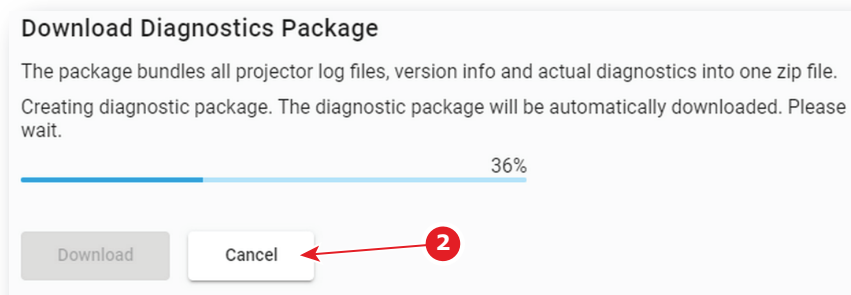 Download Diagnostics Package
The package bundles all projector log files, version info and actual diagnostics into one zip file.
Creating diagnostic package. The diagnostic package will be automatically downloaded. Please
wait.
36%
Download Cancel 2